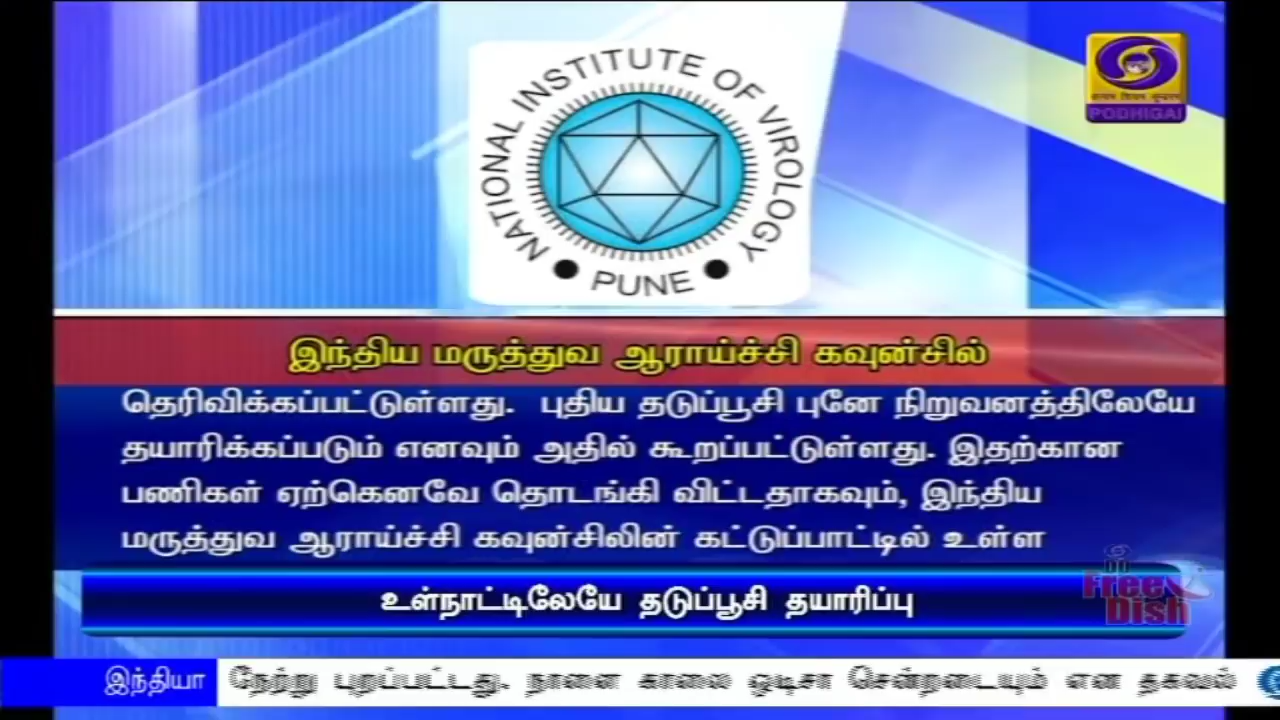 NATIONAL INSTITUTE OF VIROLOGY
PUNE
PODHIGAI
இந்திய மருத்துவ ஆராய்ச்சி கவுன்சில்
தெரிவிக்கப்பட்டுள்ளது. புதிய தடுப்பூசி புனே நிறுவனத்திலேயே
தயாரிக்கப்படும் எனவும் அதில் கூறப்பட்டுள்ளது. இதற்கான
பணிகள் ஏற்கெனவே தொடங்கி விட்டதாகவும், இந்திய
மருத்துவ ஆராய்ச்சி கவுன்சிலின் கட்டுப்பாட்டில் உள்ள
DD
Free Dish
உள்நாட்டிலேயே தடுப்பூசி தயாரிப்பு
இந்தியா நேற்று புறப்பட்டது. நாளை காலை ஒடிசா சென்றடையும் என தகவல்